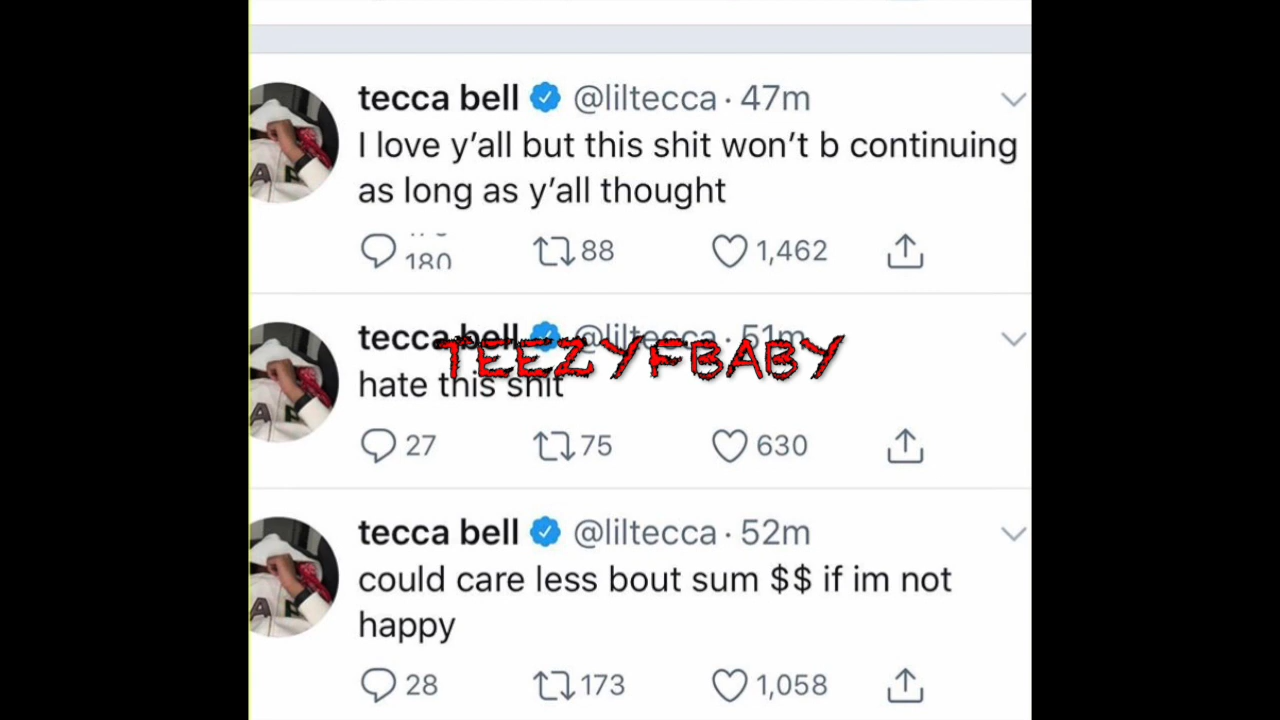 tecca bell @liltecca · 47m
I love y'all but this shit won't b continuing
as long as y'all thought
180 88 1,462
tecca bell @liltecca · 51m
TEEZYFBABY
hate this shit
27 75 630
tecca bell @liltecca · 52m
could care less bout sum $$ if im not
happy
28 173 1,058